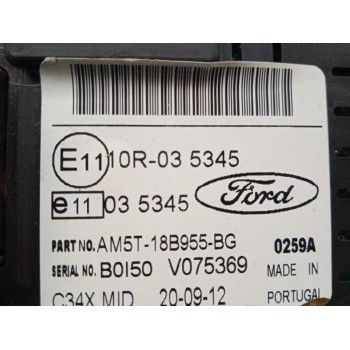 E11 10R-03 5345
e11 03 5345
Ford
PART NO. AM5T-18B955-BG 0259A
SERIAL NO. B0I50 V075369 MADE IN
C34X MID 20-09-12 PORTUGAL